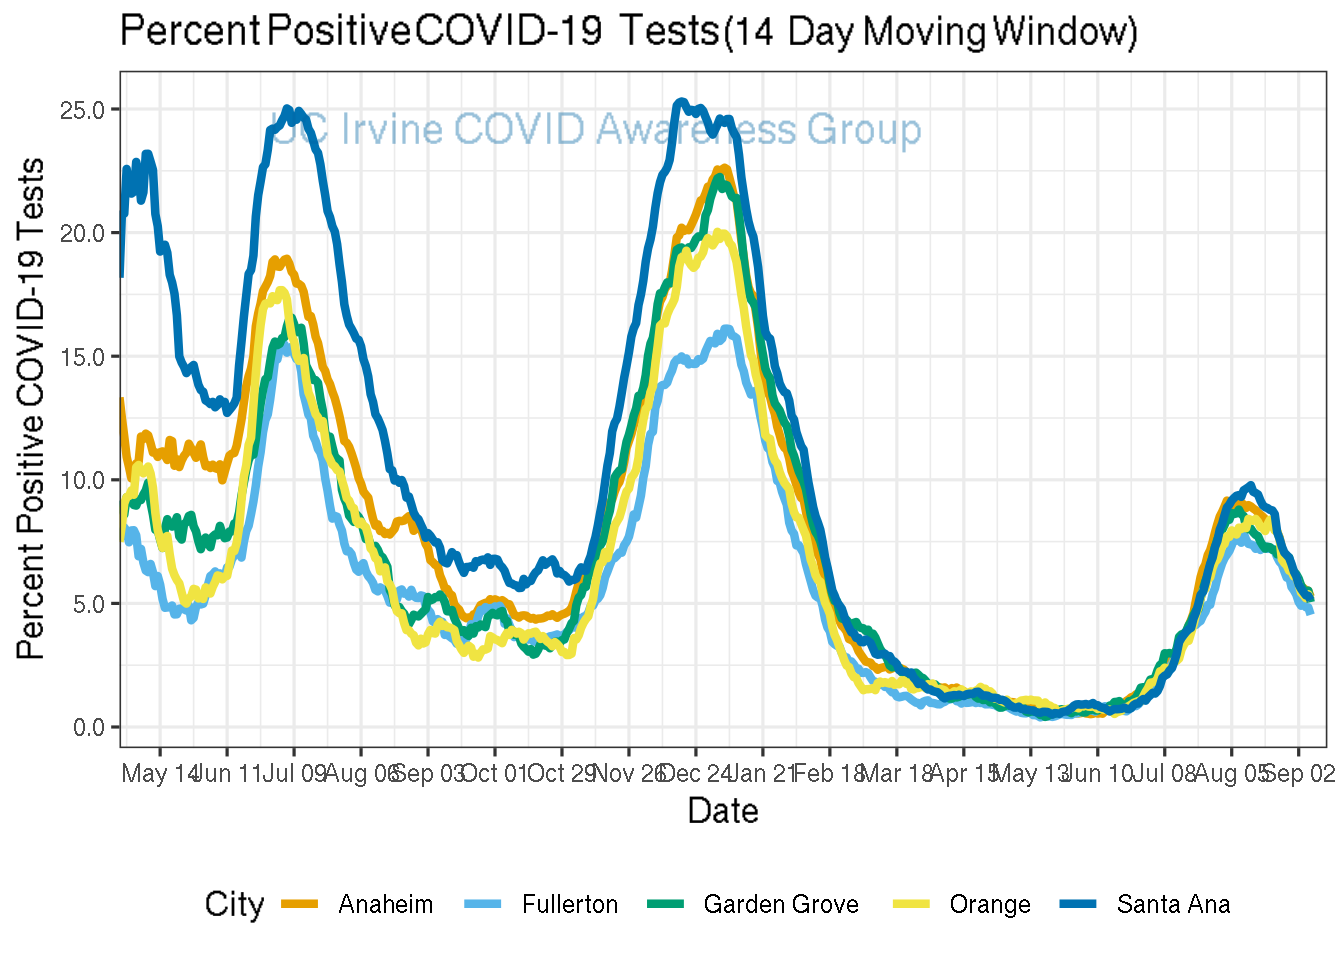 Percent Positive COVID-19 Tests(14 Day Moving Window)
UC Irvine COVID Awareness Group
Percent Positive COVID-19 Tests
25.0
20.0
15.0
10.0
5.0
0.0
May 14 Jun 11 Jul 09 Aug 06 Sep 03 Oct 01 Oct 29 Nov 26 Dec 24 Jan 21 Feb 18 Mar 18 Apr 15 May 13 Jun 10 Jul 08 Aug 05 Sep 02
Date
City Anaheim Fullerton Garden Grove Orange Santa Ana